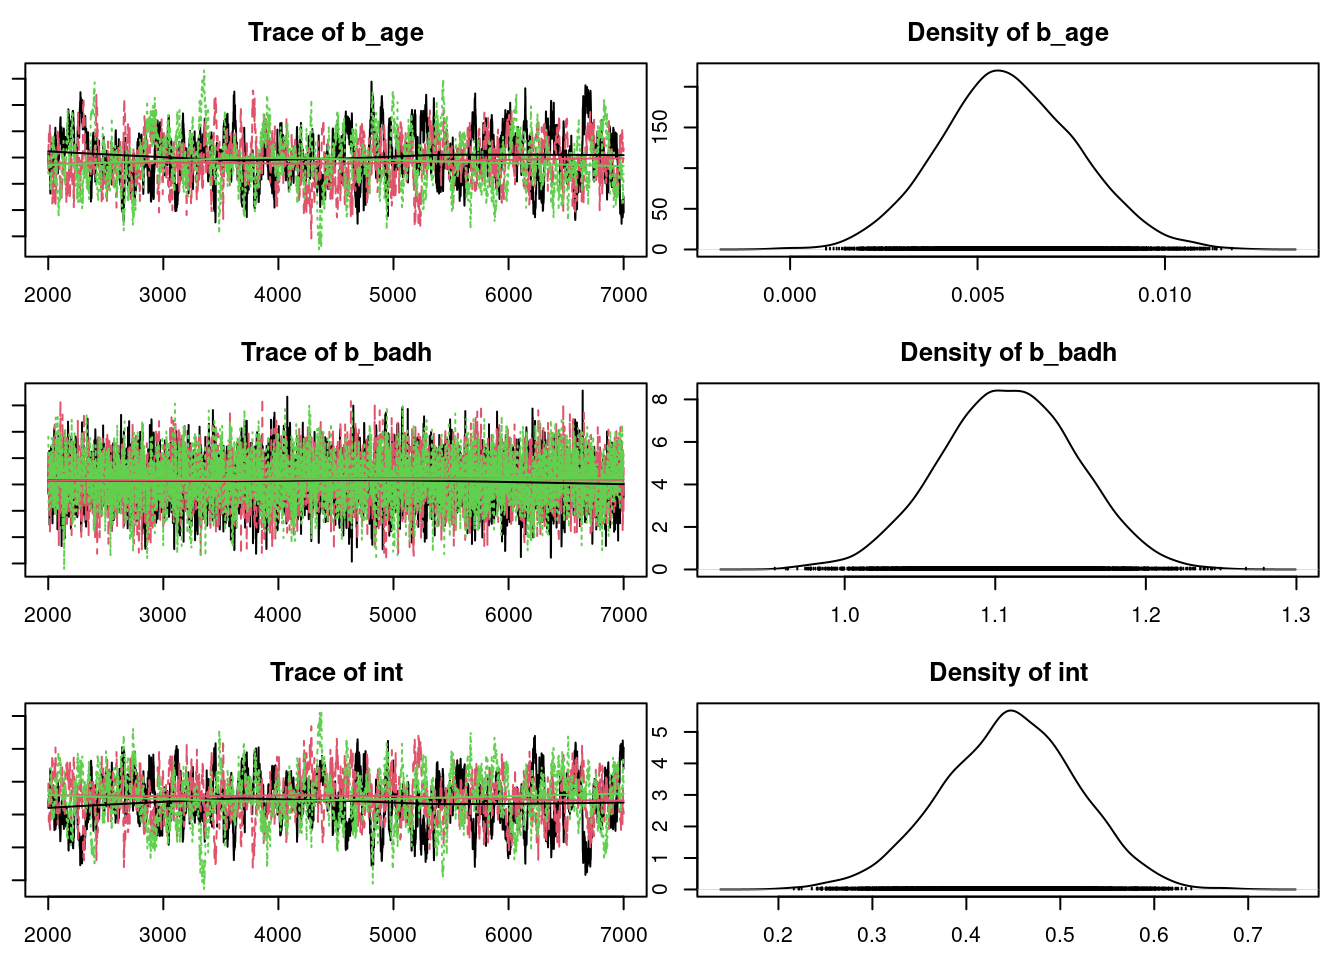 Trace of b_age
2000 3000 4000 5000 6000 7000
Density of b_age
0 50 150
0.000 0.005 0.010
Trace of b_badh
2000 3000 4000 5000 6000 7000
Density of b_badh
0 2 4 6 8
1.0 1.1 1.2 1.3
Trace of int
2000 3000 4000 5000 6000 7000
Density of int
0 1 2 3 4 5
0.2 0.3 0.4 0.5 0.6 0.7